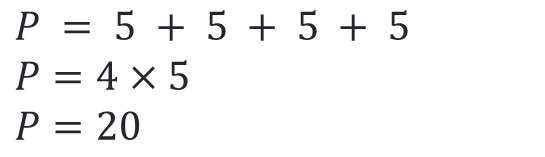 P = 5 + 5 + 5 + 5
P = 4 × 5
P = 20